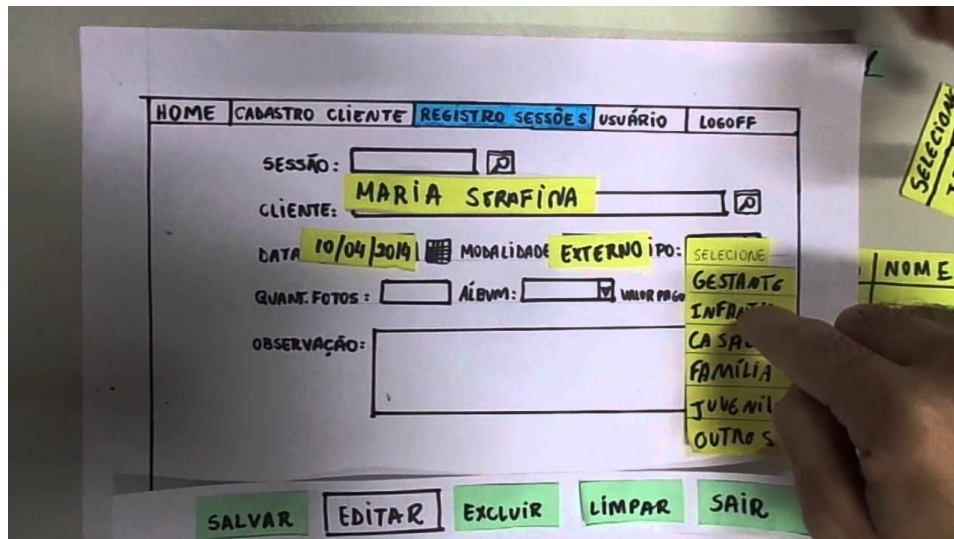 HOME CADASTRO CLIENTE REGISTRO SESSÕES USUÁRIO LOGOFF
SESSÃO:
CLIENTE: MARIA SERAFINA
DATA 10/04/2014 MODALIDADE EXTERNO IPO: SELECIONE
GESTANTE
QUANT. FOTOS: ÁLBUM: VALOR PAGO
OBSERVAÇÃO:
FAMÍLIA
JUVENIL
OUTROS
SALVAR EDITAR EXCLUIR LIMPAR SAIR
SELECIONE
NOME